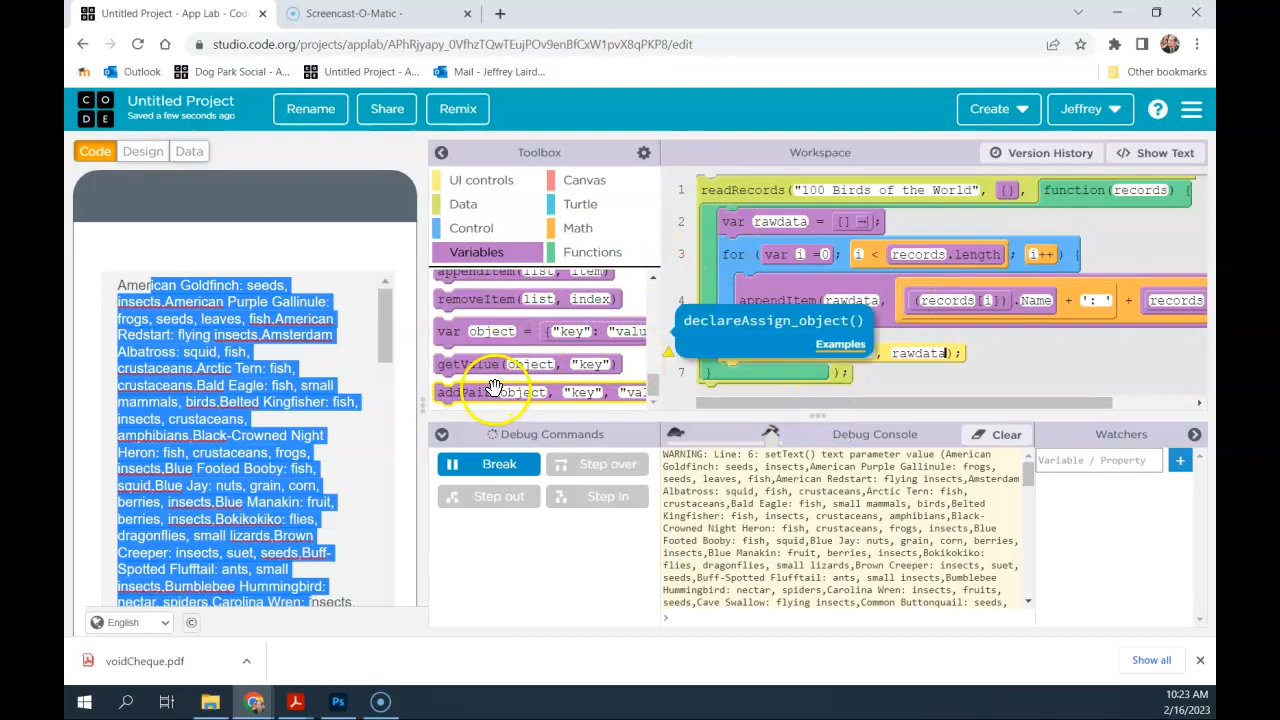 Untitled Project - App Lab
Screencast-O-Matic -
studio.code.org/projects/applab/APhRjyapy_0VfhzTQwTEujPOv9enBfCxW1pvX8qPKP8/edit
Outlook
Dog Park Social - A...
Untitled Project - A...
Mail - Jeffrey Laird...
Other bookmarks
C O
D E
Untitled Project
Saved a few seconds ago
Rename
Share
Remix
Create
Jeffrey
?
Code
Design
Data
Toolbox
Workspace
Version History
</> Show Text
UI controls
Canvas
Data
Turtle
Control
Math
Variables
Functions
appendItem(list, item)
removeItem(list, index)
var object = {"key": "valu
getValue(object, "key")
object, "key", "val
1 readRecords("100 Birds of the World", {}, function(records) {
2 var rawdata = [] ;
3 for (var i =0; i < records.length; i++) {
4 appendItem(rawdata, (records[i]).Name + ': ' + records
declareAssign_object()
Examples
, rawdata);
7 } );
American Goldfinch: seeds,
insects,American Purple Gallinule:
frogs, seeds, leaves, fish,American
Redstart: flying insects,Amsterdam
Albatross: squid, fish,
crustaceans,Arctic Tern: fish,
crustaceans,Bald Eagle: fish, small
mammals, birds,Belted Kingfisher: fish,
insects, crustaceans,
amphibians,Black-Crowned Night
Heron: fish, crustaceans, frogs,
insects,Blue Footed Booby: fish,
squid,Blue Jay: nuts, grain, corn,
berries, insects,Blue Manakin: fruit,
berries, insects,Bokikokiko: flies,
dragonflies, small lizards,Brown
Creeper: insects, suet, seeds,Buff-
Spotted Flufftail: ants, small
insects,Bumblebee Hummingbird:
nectar, spiders,Carolina Wren: insects,
Debug Commands
Debug Console
Clear
Watchers
Break
Step over
Step out
Step in
Variable / Property
WARNING: Line: 6: setText() text parameter value (American
Goldfinch: seeds, insects,American Purple Gallinule: frogs,
seeds, leaves, fish,American Redstart: flying insects,Amsterdam
Albatross: squid, fish, crustaceans,Arctic Tern: fish,
crustaceans,Bald Eagle: fish, small mammals, birds,Belted
Kingfisher: fish, insects, crustaceans, amphibians,Black-
Crowned Night Heron: fish, crustaceans, frogs, insects,Blue
Footed Booby: fish, squid,Blue Jay: nuts, grain, corn, berries,
insects,Blue Manakin: fruit, berries, insects,Bokikokiko:
flies, dragonflies, small lizards,Brown Creeper: insects, suet,
seeds,Buff-Spotted Flufftail: ants, small
insects,Bumblebee Hummingbird:
nectar, spiders,Carolina Wren: insects, fruits,
seeds,Cave Swallow: flying insects,Common Buttonquail: seeds,
>
English
©
voidCheque.pdf
Show all
10:23 AM
2/16/2023